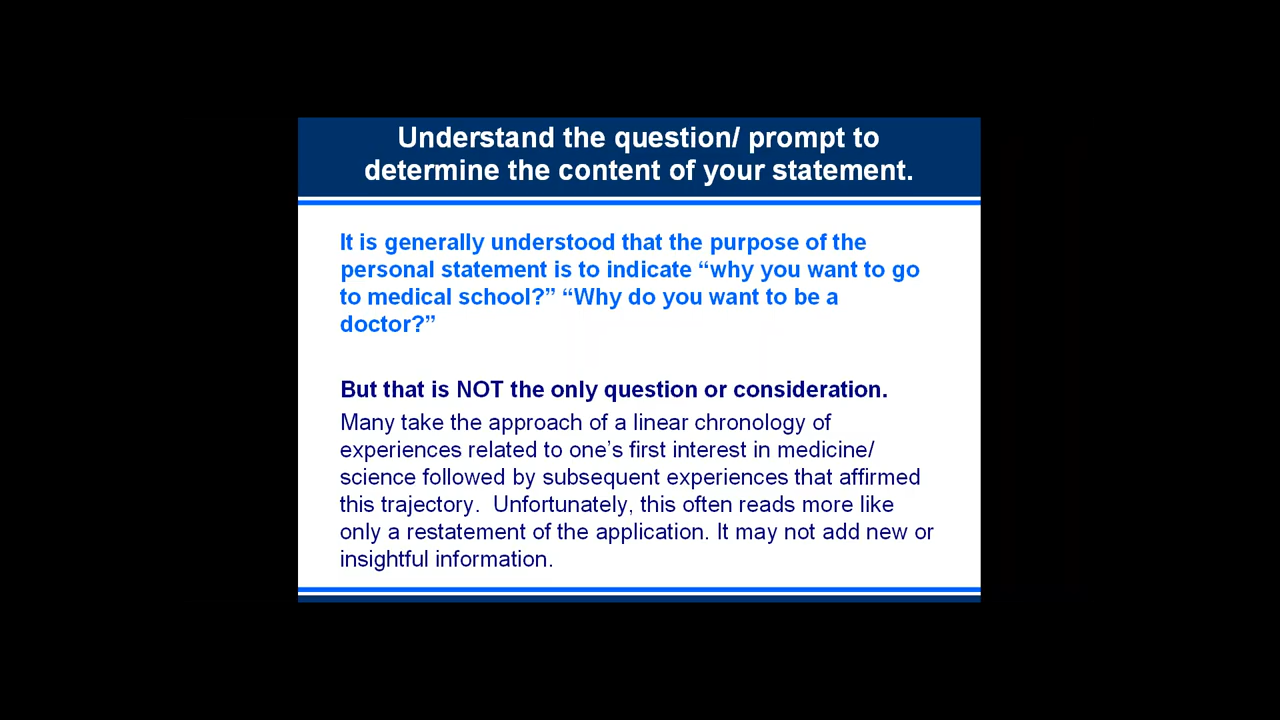 Understand the question/ prompt to
determine the content of your statement.
It is generally understood that the purpose of the
personal statement is to indicate “why you want to go
to medical school?” “Why do you want to be a
doctor?”
But that is NOT the only question or consideration.
Many take the approach of a linear chronology of
experiences related to one’s first interest in medicine/
science followed by subsequent experiences that affirmed
this trajectory.  Unfortunately, this often reads more like
only a restatement of the application. It may not add new or
insightful information.